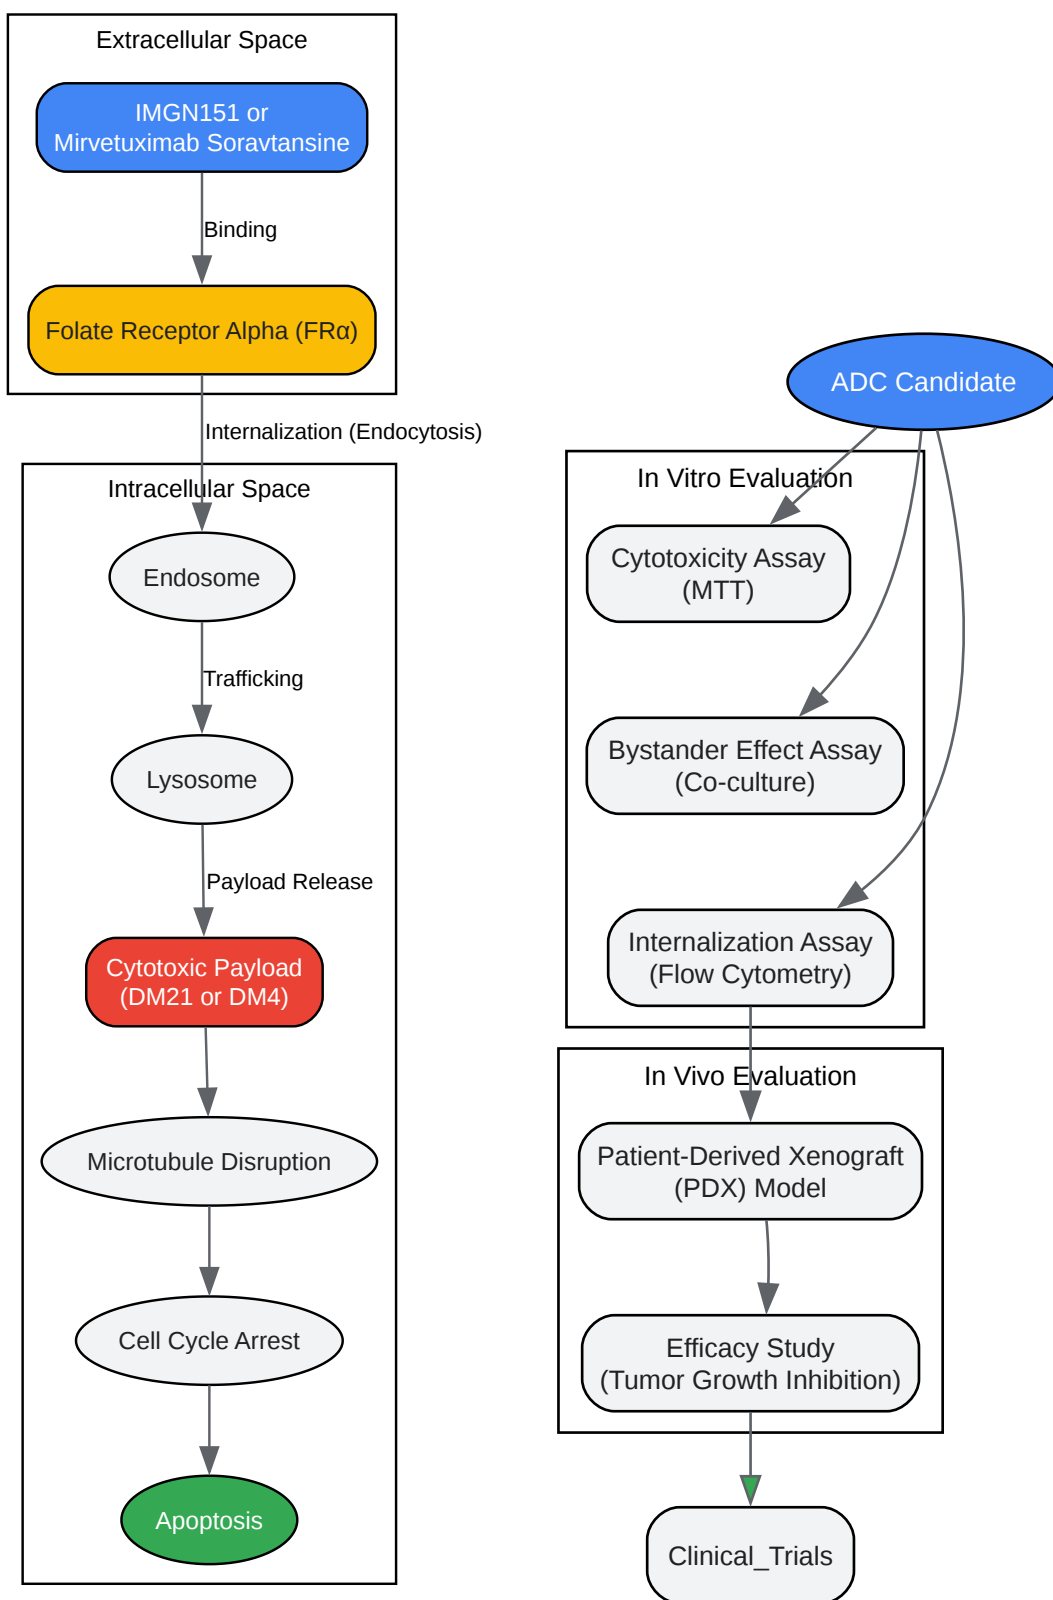 Extracellular Space
IMGN151 or
Mirvetuximab Soravtansine
Binding
Folate Receptor Alpha (FRα)
Internalization (Endocytosis)
Intracellular Space
Endosome
Trafficking
Lysosome
Payload Release
Cytotoxic Payload
(DM21 or DM4)
Microtubule Disruption
Cell Cycle Arrest
Apoptosis
ADC Candidate
In Vitro Evaluation
Cytotoxicity Assay
(MTT)
Bystander Effect Assay
(Co-culture)
Internalization Assay
(Flow Cytometry)
In Vivo Evaluation
Patient-Derived Xenograft
(PDX) Model
Efficacy Study
(Tumor Growth Inhibition)
Clinical_Trials